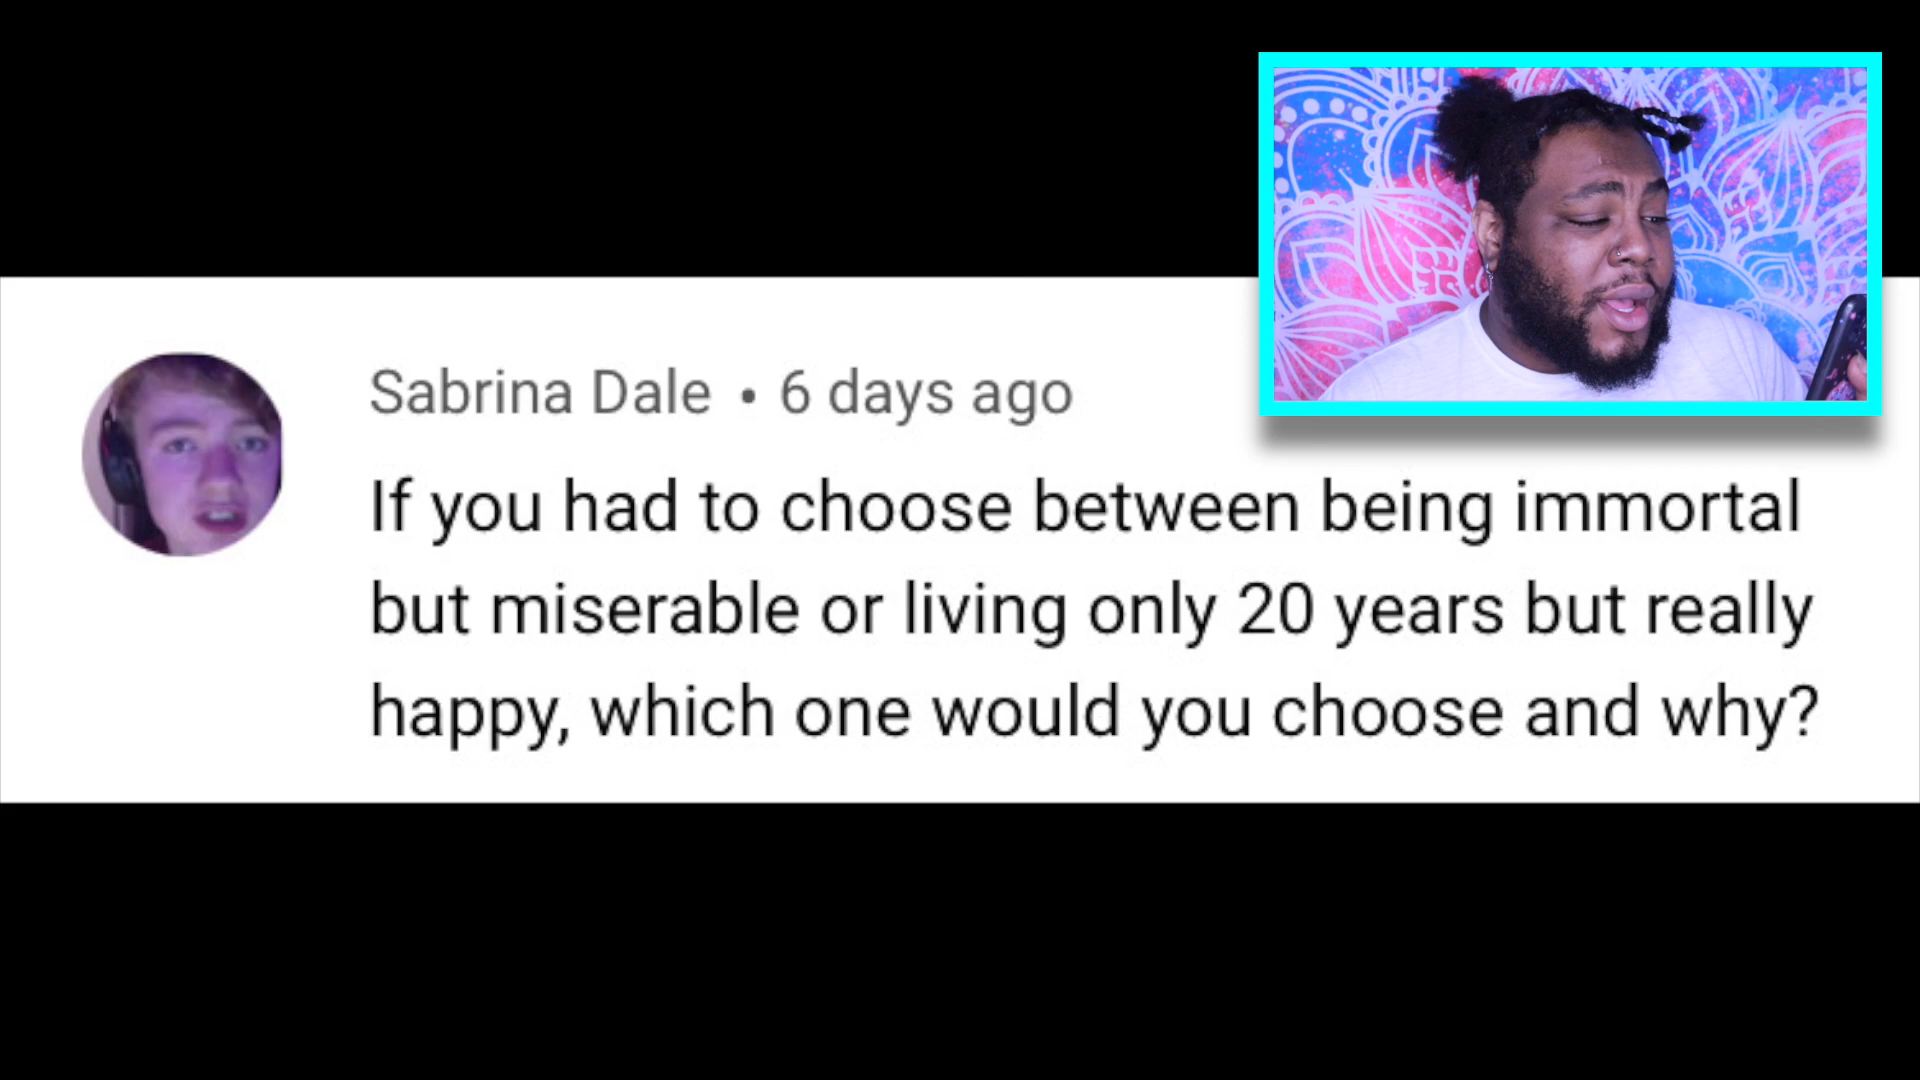 Sabrina Dale • 6 days ago
If you had to choose between being immortal
but miserable or living only 20 years but really
happy, which one would you choose and why?